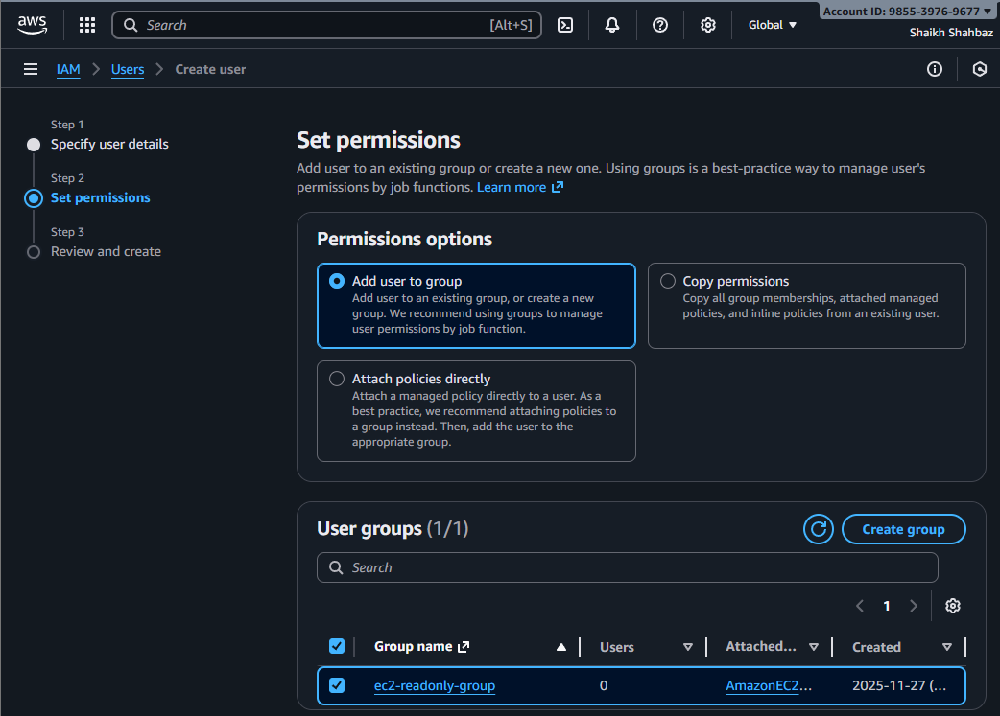 aws
Search [Alt+S]
Global
Account ID: 9855-3976-9677
Shaikh Shahbaz
IAM > Users > Create user
Step 1
Specify user details
Step 2
Set permissions
Step 3
Review and create
Set permissions
Add user to an existing group or create a new one. Using groups is a best-practice way to manage user's
permissions by job functions. Learn more
Permissions options
Add user to group
Add user to an existing group, or create a new
group. We recommend using groups to manage
user permissions by job function.
Copy permissions
Copy all group memberships, attached managed
policies, and inline policies from an existing user.
Attach policies directly
Attach a managed policy directly to a user. As a
best practice, we recommend attaching policies to
a group instead. Then, add the user to the
appropriate group.
User groups (1/1)
Create group
Search
1
Group name Users Attached... Created
ec2-readonly-group 0 AmazonEC2... 2025-11-27 (...